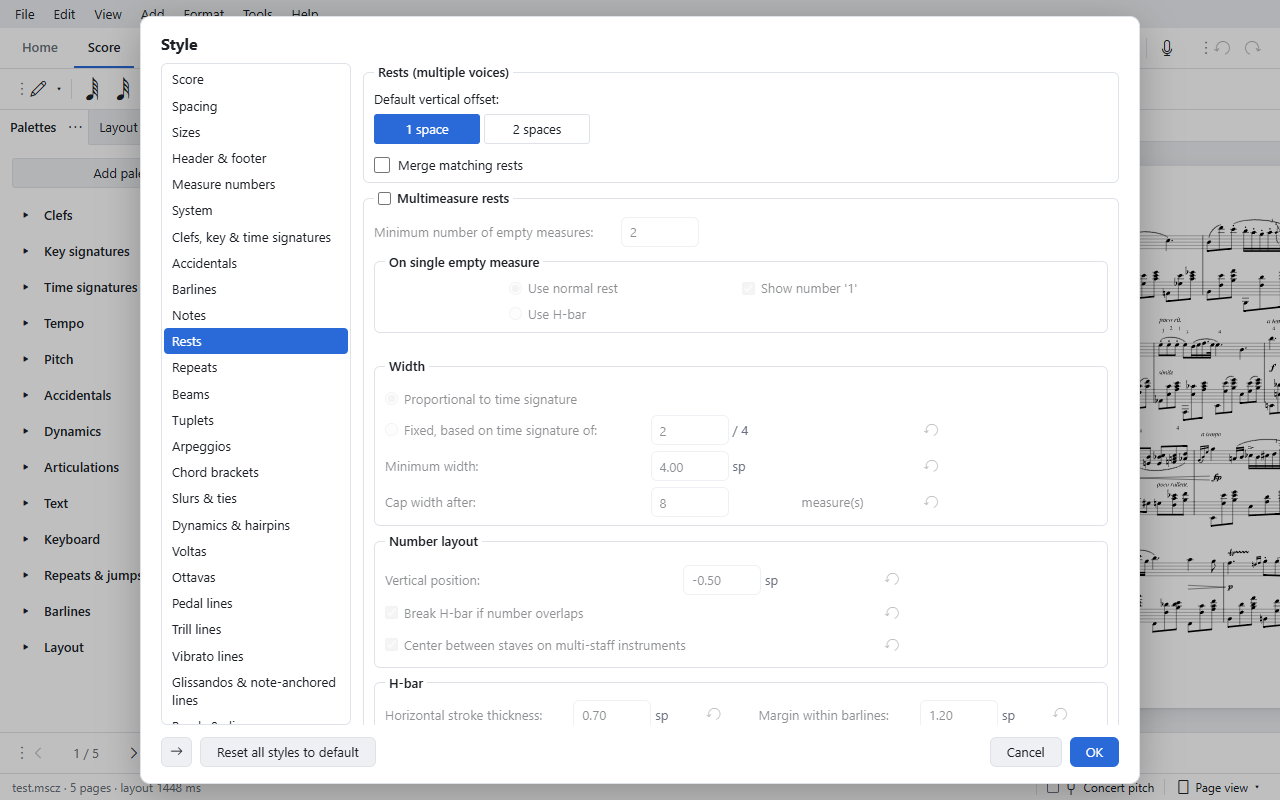 File Edit View Add Format Tools Help
Home Score
Palettes Layout
Clefs
Key signatures
Time signatures
Tempo
Pitch
Accidentals
Dynamics
Articulations
Text
Keyboard
Repeats & jumps
Barlines
Layout
1 / 5
test.mscz · 5 pages · layout 1448 ms
Concert pitch
Page view
Style
Score
Spacing
Sizes
Header & footer
Measure numbers
System
Clefs, key & time signatures
Accidentals
Barlines
Notes
Rests
Repeats
Beams
Tuplets
Arpeggios
Chord brackets
Slurs & ties
Dynamics & hairpins
Voltas
Ottavas
Pedal lines
Trill lines
Vibrato lines
Glissandos & note-anchored
lines
Rests (multiple voices)
Default vertical offset:
1 space 2 spaces
Merge matching rests
Multimeasure rests
Minimum number of empty measures: 2
On single empty measure
Use normal rest Show number '1'
Use H-bar
Width
Proportional to time signature
Fixed, based on time signature of: 2 / 4
Minimum width: 4.00 sp
Cap width after: 8 measure(s)
Number layout
Vertical position: -0.50 sp
Break H-bar if number overlaps
Center between staves on multi-staff instruments
H-bar
Horizontal stroke thickness: 0.70 sp Margin within barlines: 1.20 sp
Reset all styles to default Cancel OK
poco rit.
simile
a tempo
poco rallent.